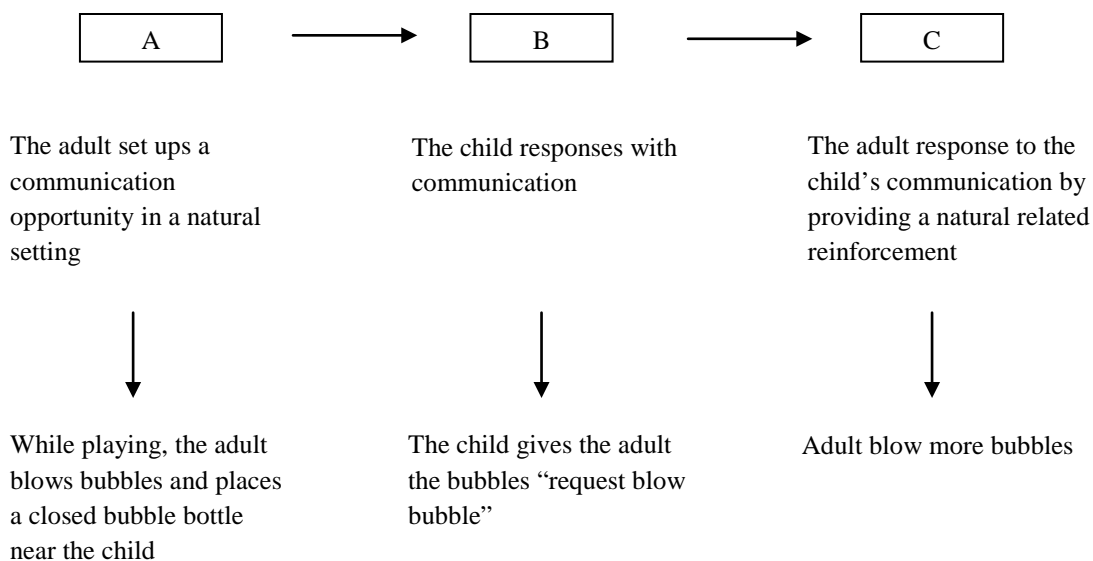 A
B
C
The adult set ups a
communication
opportunity in a natural
setting
The child responses with
communication
The adult response to the
child’s communication by
providing a natural related
reinforcement
While playing, the adult
blows bubbles and places
a closed bubble bottle
near the child
The child gives the adult
the bubbles “request blow
bubble”
Adult blow more bubbles